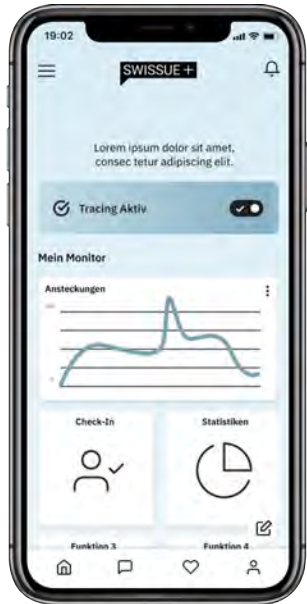 19:02
SWISSUE +
Lorem ipsum dolor sit amet,
consec tetur adipiscing elit.
Tracing Aktiv
Mein Monitor
Ansteckungen
Check-In
Statistiken
Funktion 3
Funktion 4